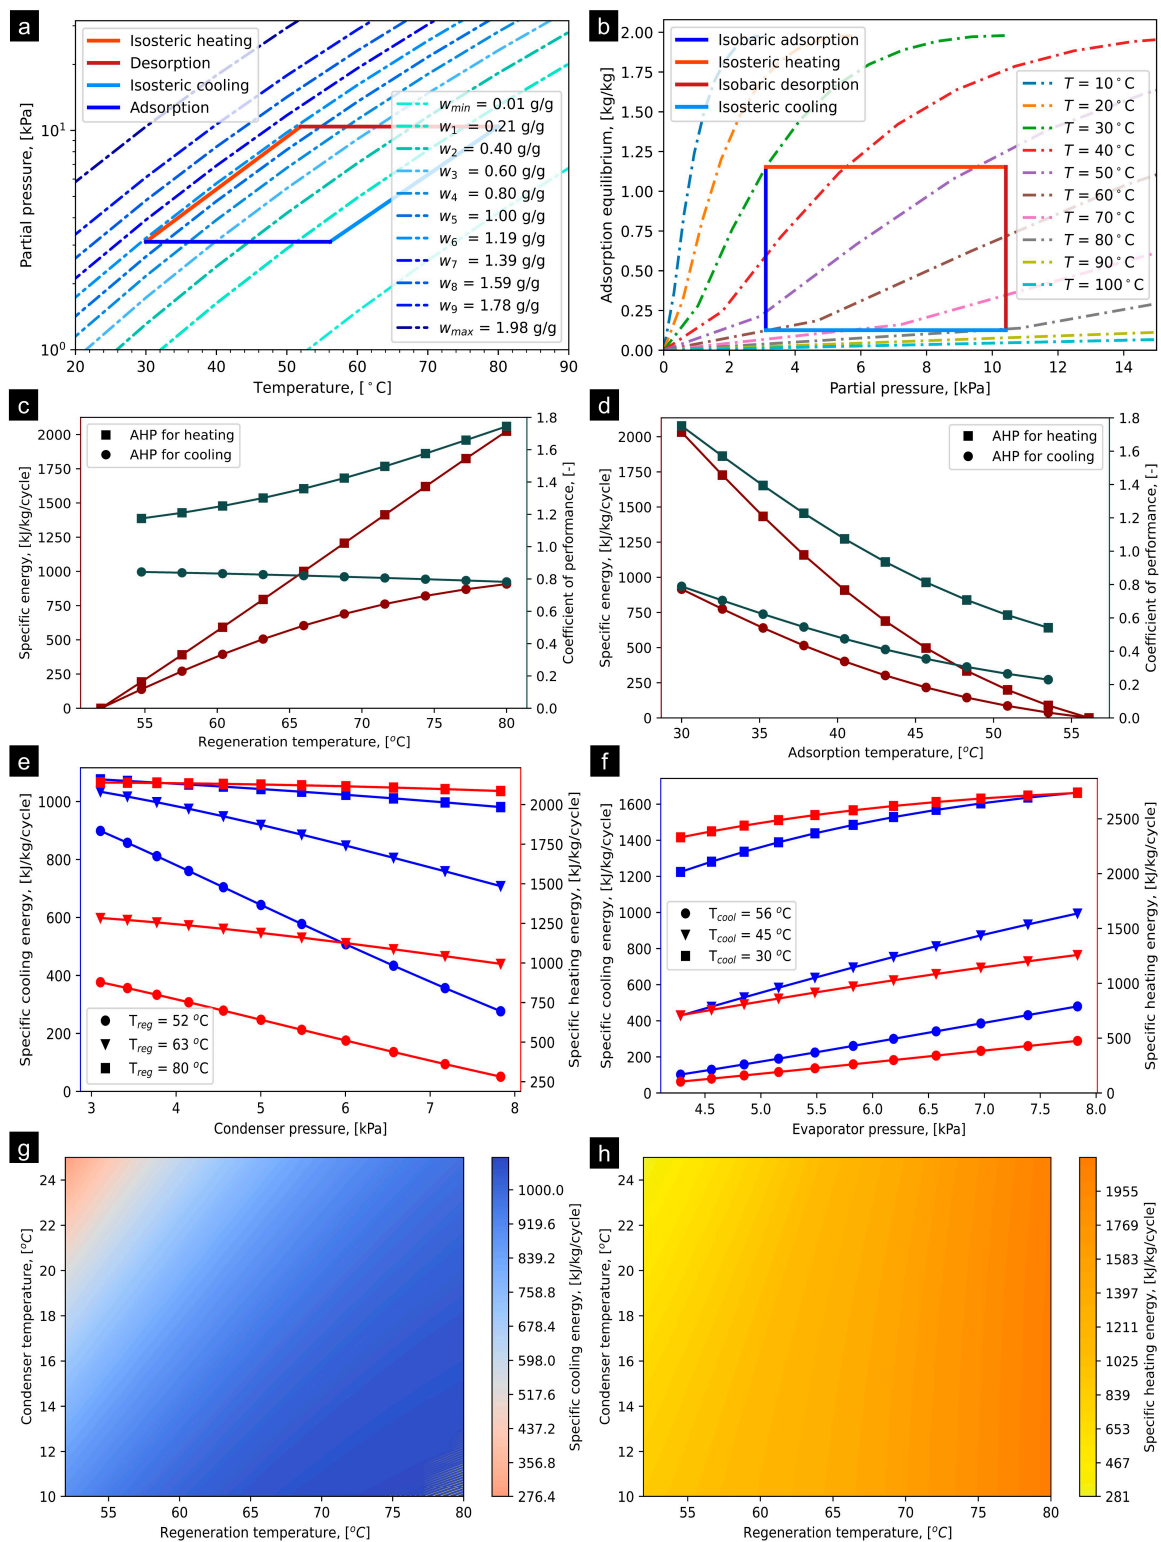 a
Isosteric heating
Desorption
Isosteric cooling
Adsorption
w_min = 0.01 g/g
w_1 = 0.21 g/g
w_2 = 0.40 g/g
w_3 = 0.60 g/g
w_4 = 0.80 g/g
w_5 = 1.00 g/g
w_6 = 1.19 g/g
w_7 = 1.39 g/g
w_8 = 1.59 g/g
w_9 = 1.78 g/g
w_max = 1.98 g/g
Partial pressure, [kPa]
10¹
10⁰
20 30 40 50 60 70 80 90
Temperature, [°C]
b
Isobaric adsorption
Isosteric heating
Isobaric desorption
Isosteric cooling
T = 10°C
T = 20°C
T = 30°C
T = 40°C
T = 50°C
T = 60°C
T = 70°C
T = 80°C
T = 90°C
T = 100°C
Adsorption equilibrium, [kg/kg]
2.00
1.75
1.50
1.25
1.00
0.75
0.50
0.25
0.00
0 2 4 6 8 10 12 14
Partial pressure, [kPa]
c
AHP for heating
AHP for cooling
Specific energy, [kJ/kg/cycle]
2000
1750
1500
1250
1000
750
500
250
0
1.8
1.6
1.4
1.2
1.0
0.8
0.6
0.4
0.2
0.0
Coefficient of performance, [-]
55 60 65 70 75 80
Regeneration temperature, [°C]
d
AHP for heating
AHP for cooling
Specific energy, [kJ/kg/cycle]
2000
1750
1500
1250
1000
750
500
250
0
1.8
1.6
1.4
1.2
1.0
0.8
0.6
0.4
0.2
0.0
Coefficient of performance, [-]
30 35 40 45 50 55
Adsorption temperature, [°C]
e
T_reg = 52 °C
T_reg = 63 °C
T_reg = 80 °C
Specific cooling energy, [kJ/kg/cycle]
1000
800
600
400
200
0
2000
1750
1500
1250
1000
750
500
250
Specific heating energy, [kJ/kg/cycle]
3 4 5 6 7 8
Condenser pressure, [kPa]
f
T_cool = 56 °C
T_cool = 45 °C
T_cool = 30 °C
Specific cooling energy, [kJ/kg/cycle]
1600
1400
1200
1000
800
600
400
200
0
2500
2000
1500
1000
500
0
Specific heating energy, [kJ/kg/cycle]
4.5 5.0 5.5 6.0 6.5 7.0 7.5 8.0
Evaporator pressure, [kPa]
g
Condenser temperature, [°C]
24
22
20
18
16
14
12
10
55 60 65 70 75 80
Regeneration temperature, [°C]
1000.0
919.6
839.2
758.8
678.4
598.0
517.6
437.2
356.8
276.4
Specific cooling energy, [kJ/kg/cycle]
h
Condenser temperature, [°C]
24
22
20
18
16
14
12
10
55 60 65 70 75 80
Regeneration temperature, [°C]
1955
1769
1583
1397
1211
1025
839
653
467
281
Specific heating energy, [kJ/kg/cycle]